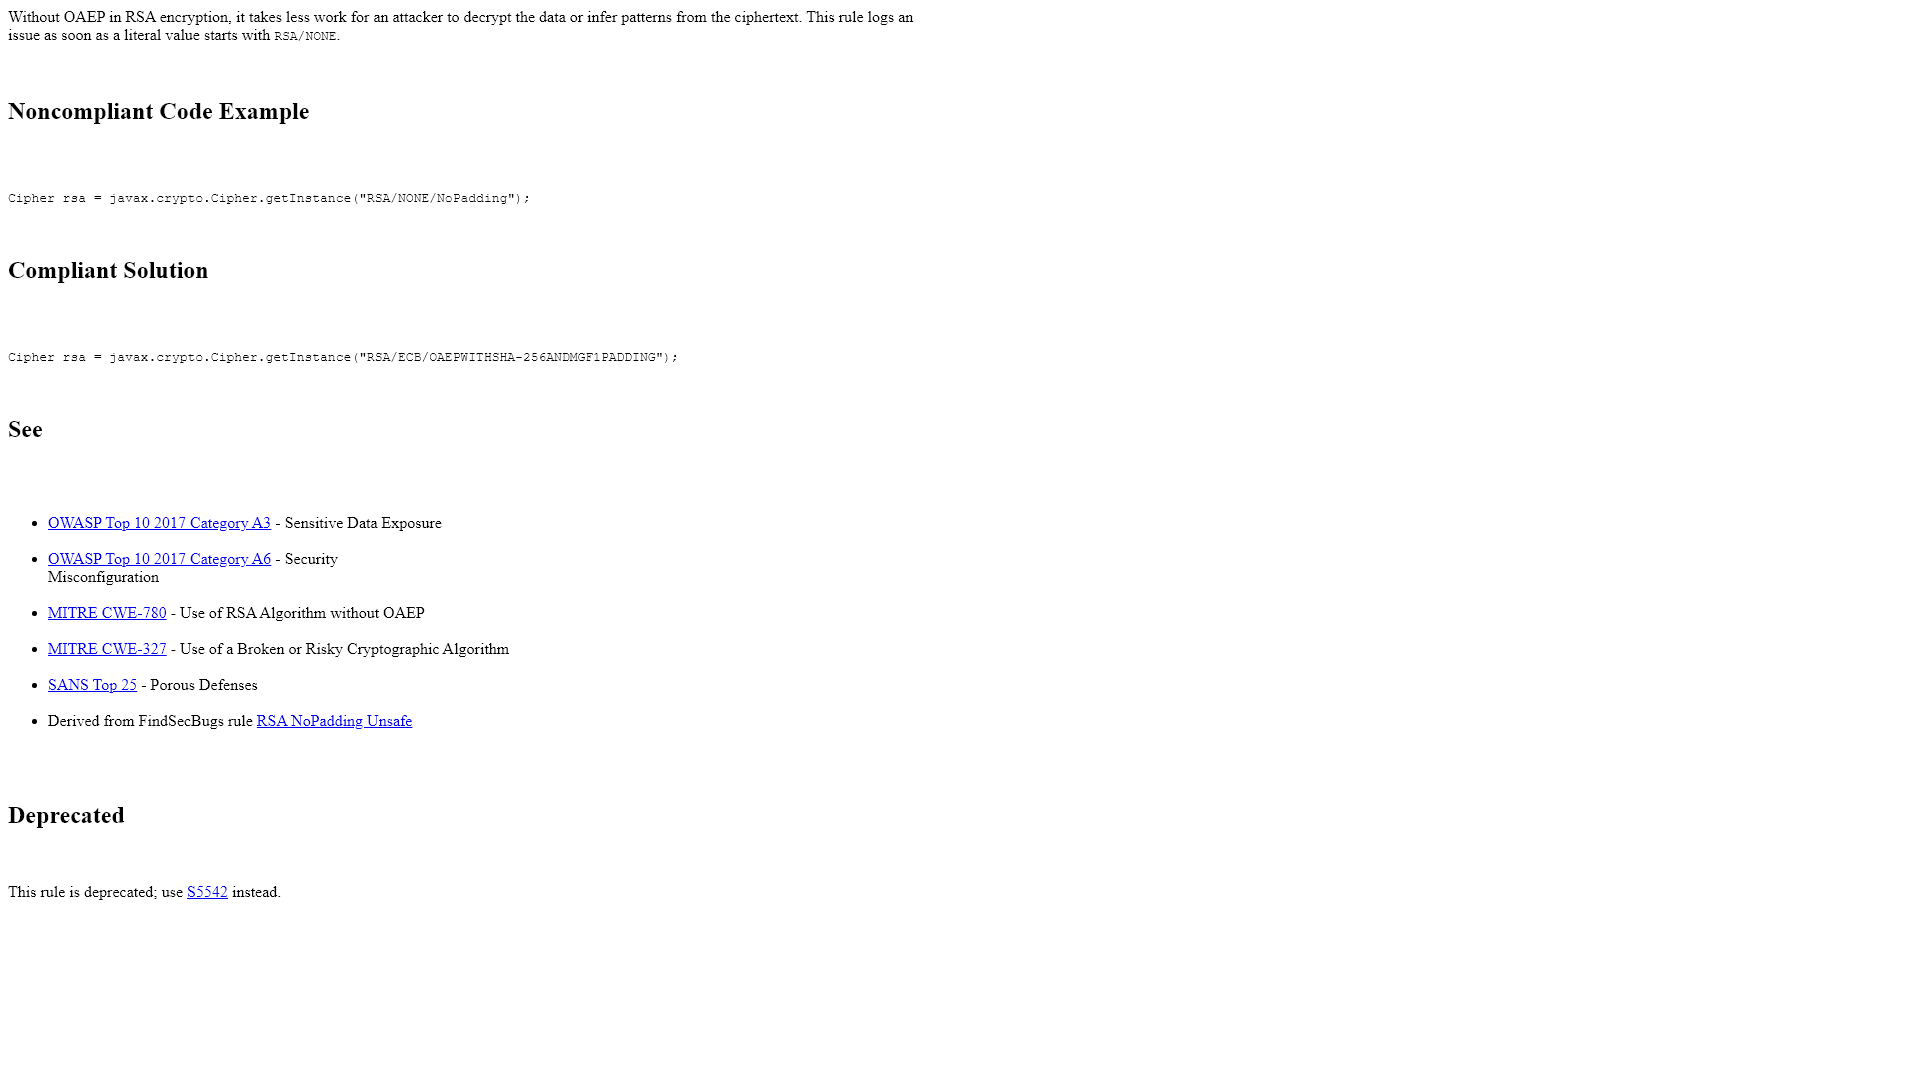 Without OAEP in RSA encryption, it takes less work for an attacker to decrypt the data or infer patterns from the ciphertext. This rule logs an
issue as soon as a literal value starts with RSA/NONE.
Noncompliant Code Example
Cipher rsa = javax.crypto.Cipher.getInstance("RSA/NONE/NoPadding");
Compliant Solution
Cipher rsa = javax.crypto.Cipher.getInstance("RSA/ECB/OAEPWITHSHA-256ANDMGF1PADDING");
See
• OWASP Top 10 2017 Category A3 - Sensitive Data Exposure
• OWASP Top 10 2017 Category A6 - Security
Misconfiguration
• MITRE CWE-780 - Use of RSA Algorithm without OAEP
• MITRE CWE-327 - Use of a Broken or Risky Cryptographic Algorithm
• SANS Top 25 - Porous Defenses
• Derived from FindSecBugs rule RSA NoPadding Unsafe
Deprecated
This rule is deprecated; use S5542 instead.